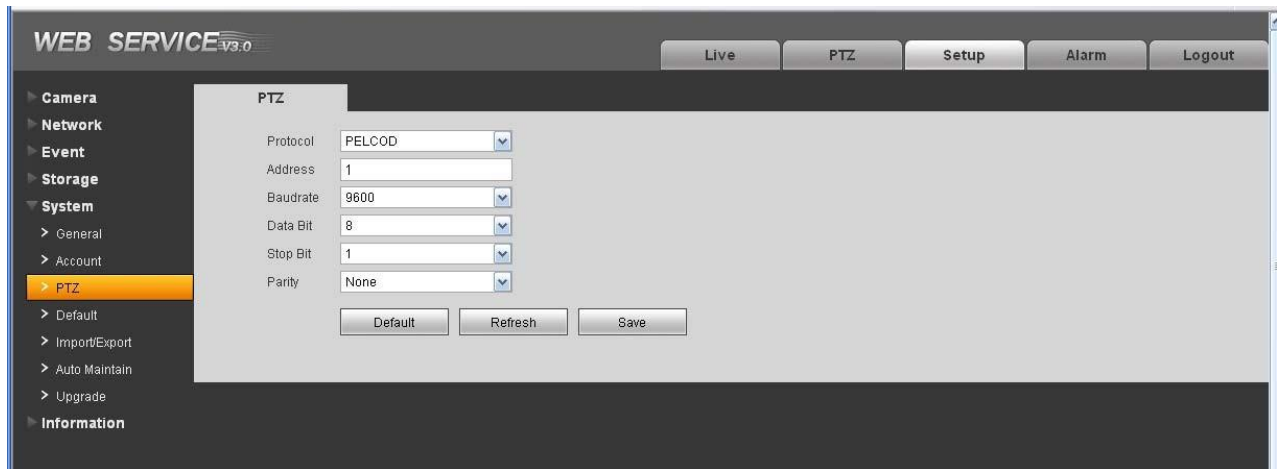 WEB SERVICE V3.0
Live
PTZ
Setup
Alarm
Logout
Camera
Network
Event
Storage
System
> General
> Account
> PTZ
> Default
> Import/Export
> Auto Maintain
> Upgrade
Information
PTZ
Protocol PELCOD
Address 1
Baudrate 9600
Data Bit 8
Stop Bit 1
Parity None
Default Refresh Save